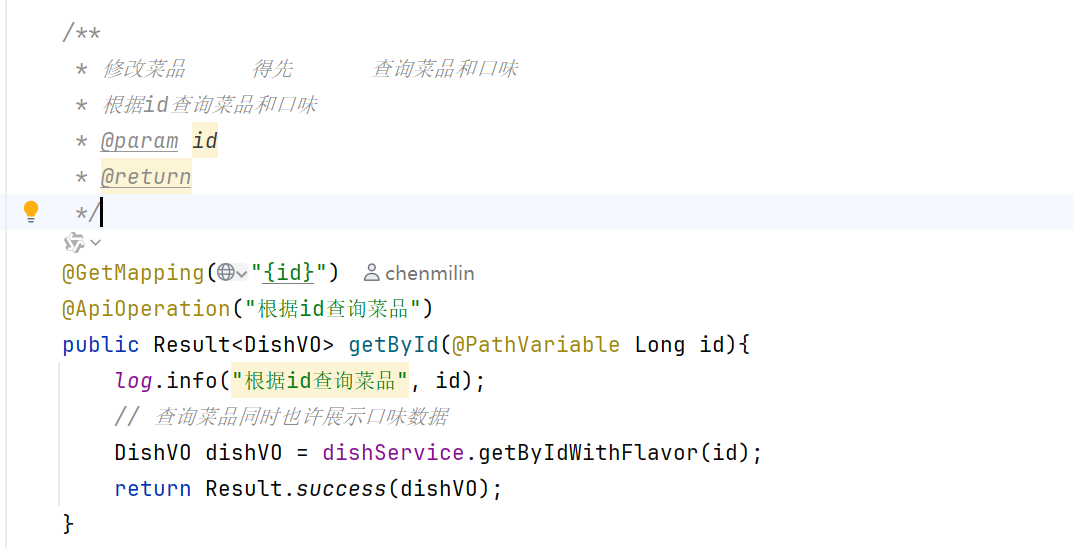 /**
 * 修改菜品     得先      查询菜品和口味
 * 根据id查询菜品和口味
 * @param id
 * @return
 */
@GetMapping("{id}") chenmilin
@ApiOperation("根据id查询菜品")
public Result<DishVO> getById(@PathVariable Long id){
    log.info("根据id查询菜品", id);
    // 查询菜品同时也许展示口味数据
    DishVO dishVO = dishService.getByIdWithFlavor(id);
    return Result.success(dishVO);
}